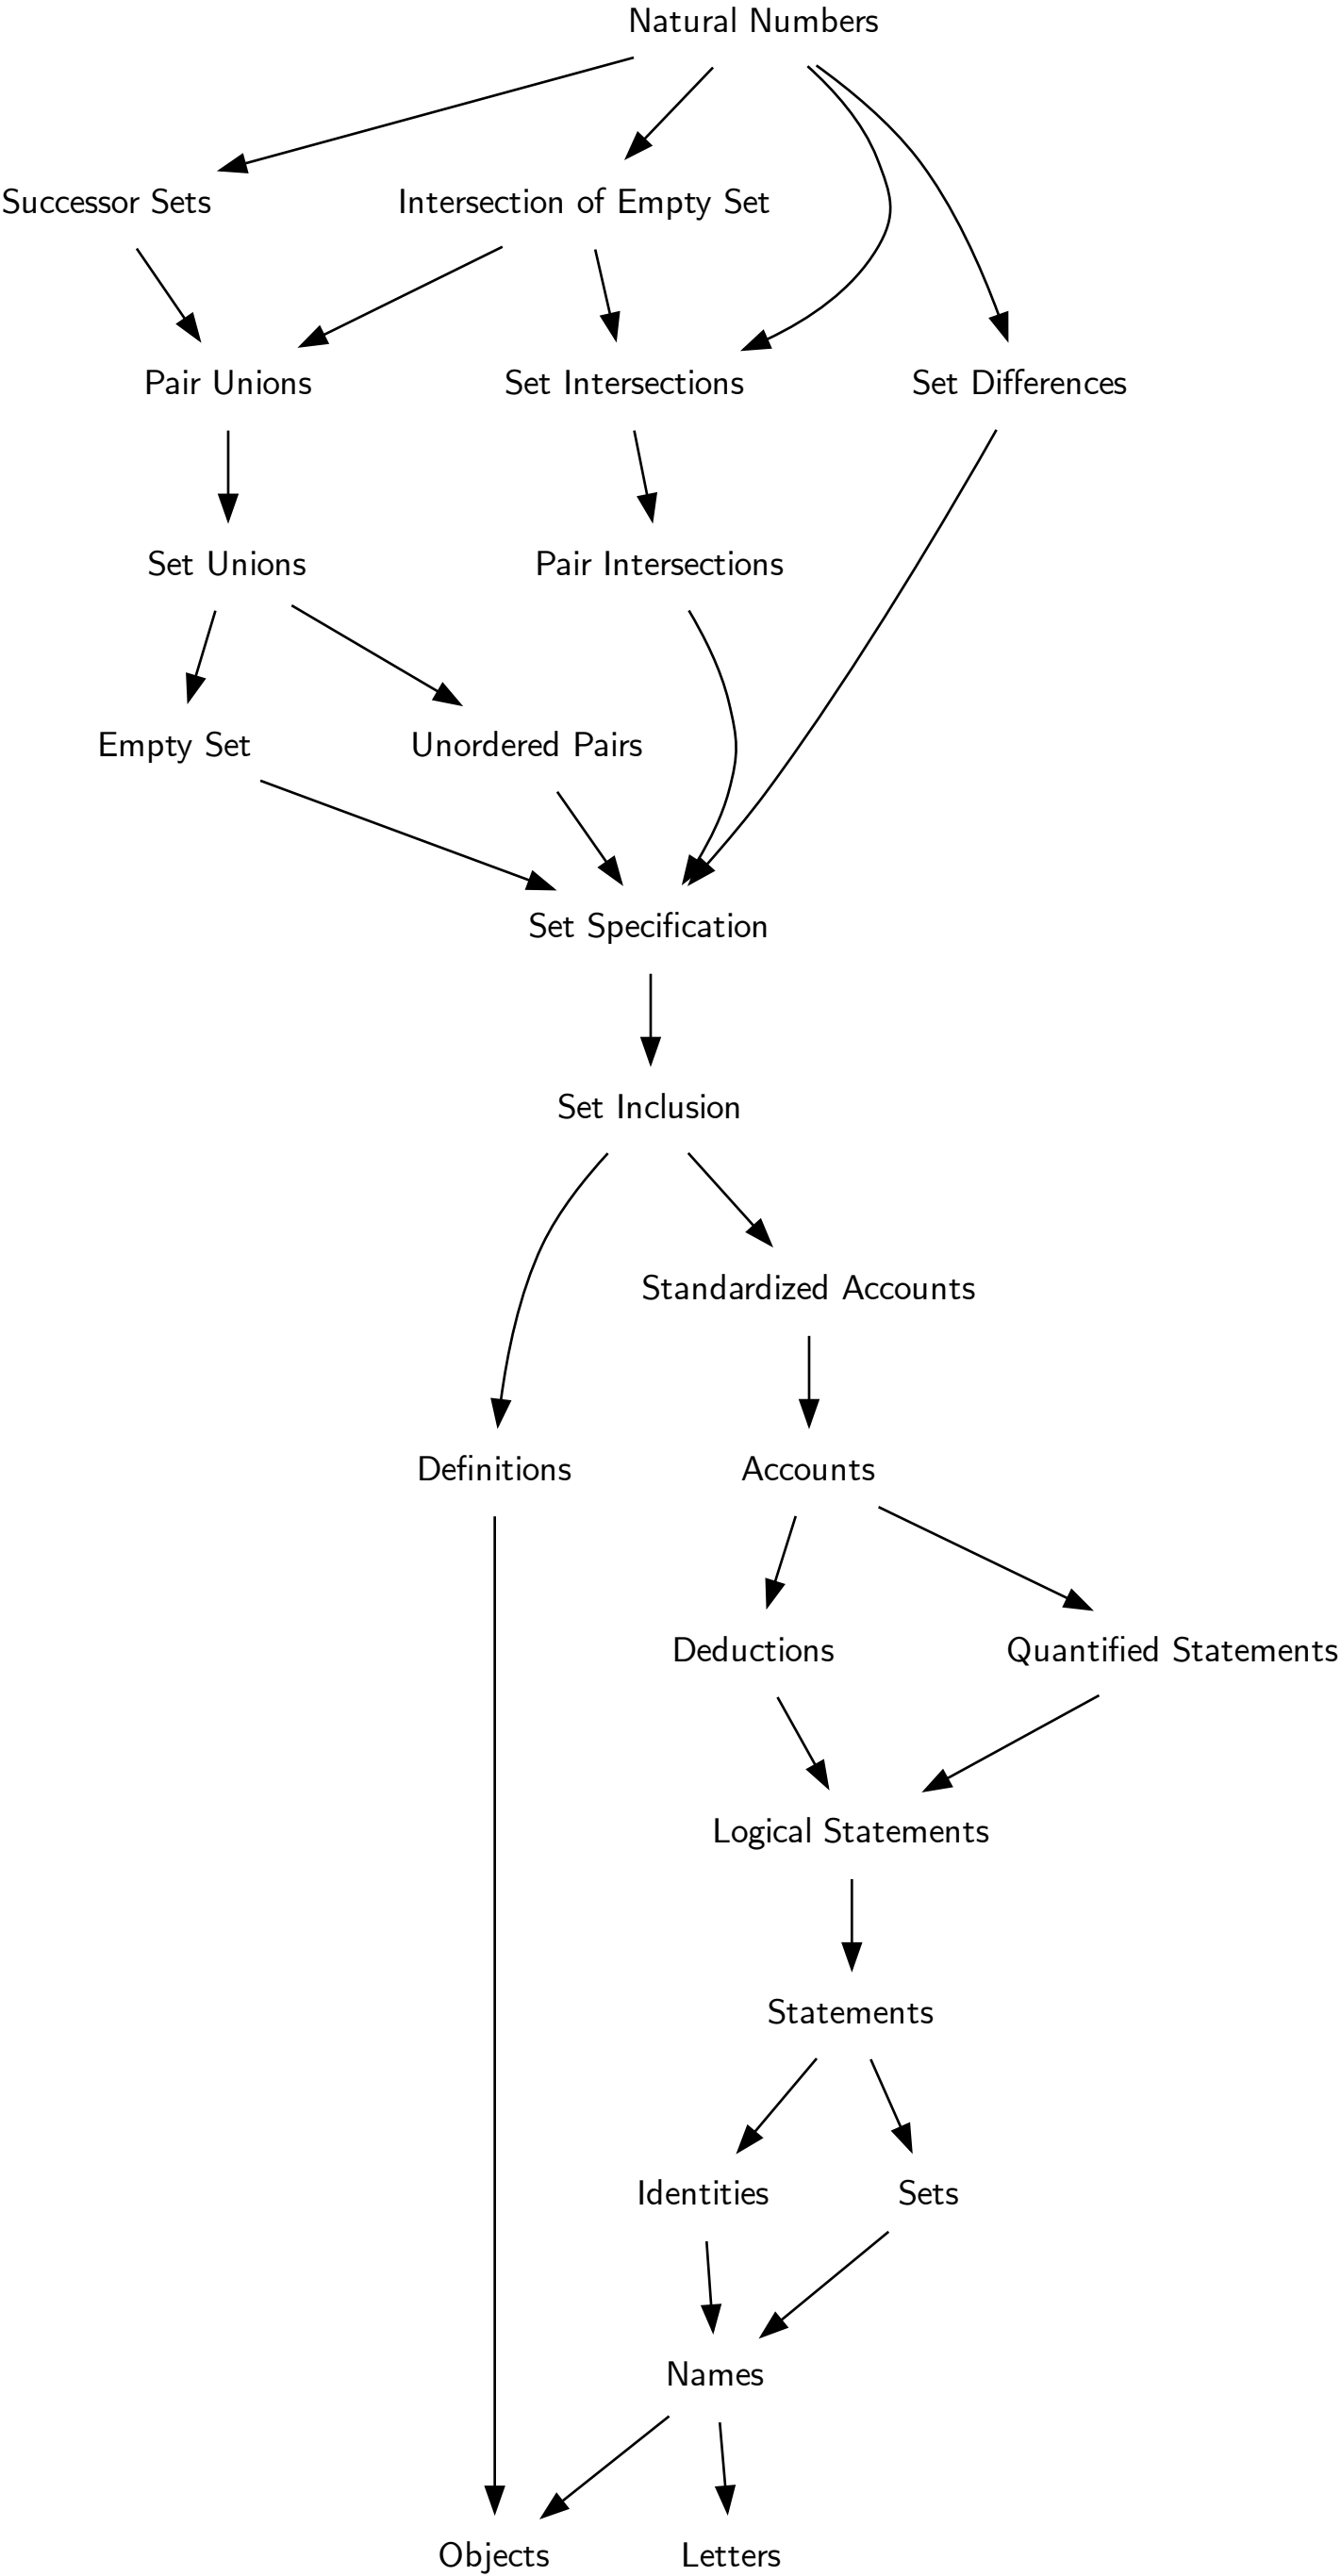 Natural Numbers
Successor Sets
Intersection of Empty Set
Pair Unions
Set Intersections
Set Differences
Set Unions
Pair Intersections
Empty Set
Unordered Pairs
Set Specification
Set Inclusion
Standardized Accounts
Definitions
Accounts
Deductions
Quantified Statements
Logical Statements
Statements
Identities
Sets
Names
Objects
Letters